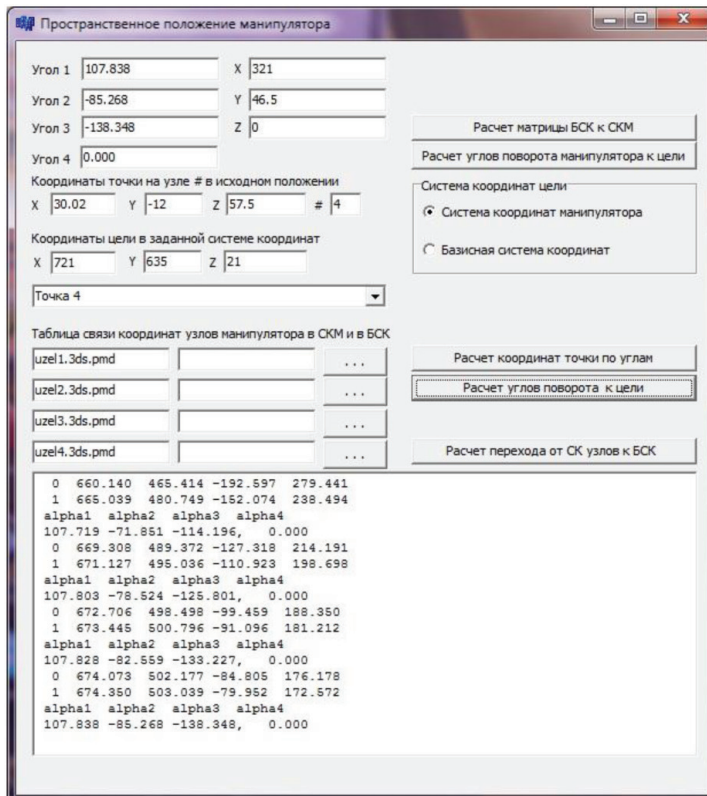 Пространственное положение манипулятора
Угол 1 107.838 X 321
Угол 2 -85.268 Y 46.5
Угол 3 -138.348 Z 0
Расчет матрицы БСК к СКМ
Угол 4 0.000
Расчет углов поворота манипулятора к цели
Координаты точки на узле # в исходном положении
X 30.02 Y -12 Z 57.5 # 4
Система координат цели
Система координат манипулятора
Базисная система координат
Координаты цели в заданной системе координат
X 721 Y 635 Z 21
Точка 4
Таблица связи координат узлов манипулятора в СКМ и в БСК
uzel1.3ds.pmd ... Расчет координат точки по углам
uzel2.3ds.pmd ... Расчет углов поворота к цели
uzel3.3ds.pmd ...
uzel4.3ds.pmd ... Расчет перехода от СК узлов к БСК
0 660.140 465.414 -192.597 279.441
1 665.039 480.749 -152.074 238.494
alpha1 alpha2 alpha3 alpha4
107.719 -71.851 -114.196, 0.000
0 669.308 489.372 -127.318 214.191
1 671.127 495.036 -110.923 198.698
alpha1 alpha2 alpha3 alpha4
107.803 -78.524 -125.801, 0.000
0 672.706 498.498 -99.459 188.350
1 673.445 500.796 -91.096 181.212
alpha1 alpha2 alpha3 alpha4
107.828 -82.559 -133.227, 0.000
0 674.073 502.177 -84.805 176.178
1 674.350 503.039 -79.952 172.572
alpha1 alpha2 alpha3 alpha4
107.838 -85.268 -138.348, 0.000